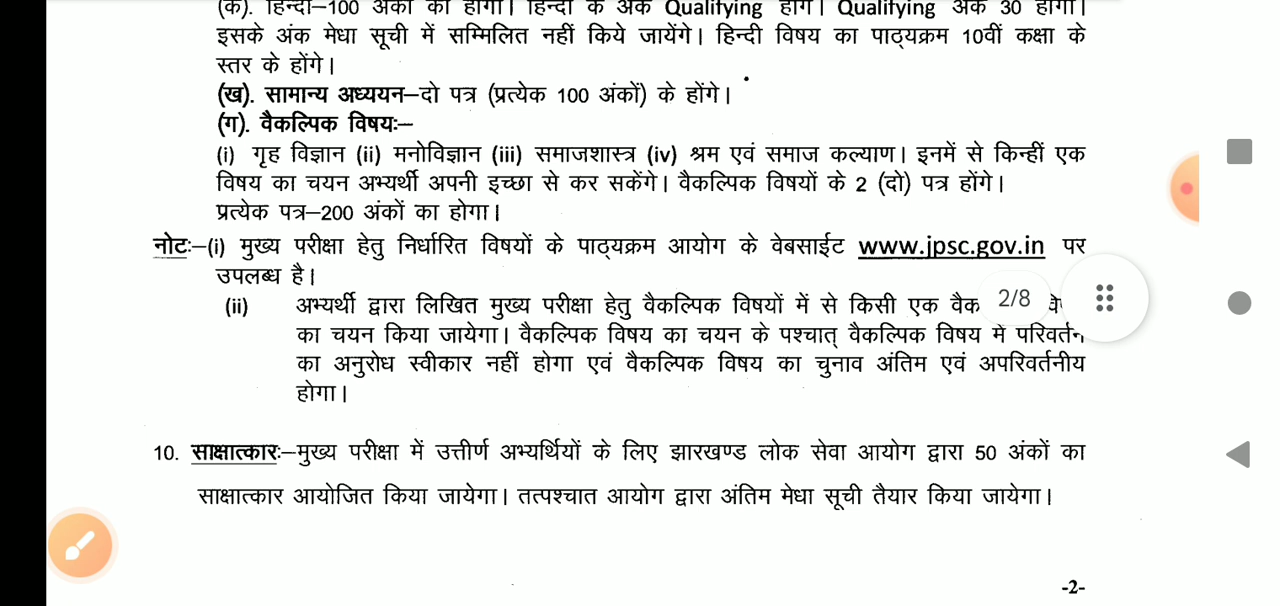 (क). हिन्दी–100 अंकों का होगा। हिन्दी के अंक Qualifying होंगे। Qualifying अंक 30 होगा।
इसके अंक मेधा सूची में सम्मिलित नहीं किये जायेंगे। हिन्दी विषय का पाठ्यक्रम 10वीं कक्षा के
स्तर के होंगे।
(ख). सामान्य अध्ययन–दो पत्र (प्रत्येक 100 अंकों) के होंगे।
(ग). वैकल्पिक विषयः–
(i) गृह विज्ञान (ii) मनोविज्ञान (iii) समाजशास्त्र (iv) श्रम एवं समाज कल्याण। इनमें से किन्हीं एक
विषय का चयन अभ्यर्थी अपनी इच्छा से कर सकेंगे। वैकल्पिक विषयों के 2 (दो) पत्र होंगे।
प्रत्येक पत्र–200 अंकों का होगा।
नोटः–(i) मुख्य परीक्षा हेतु निर्धारित विषयों के पाठ्यक्रम आयोग के वेबसाईट www.jpsc.gov.in पर
उपलब्ध है।
(ii) अभ्यर्थी द्वारा लिखित मुख्य परीक्षा हेतु वैकल्पिक विषयों में से किसी एक
2/8
का चयन किया जायेगा। वैकल्पिक विषय का चयन के पश्चात् वैकल्पिक विषय में परिवर्तन
का अनुरोध स्वीकार नहीं होगा एवं वैकल्पिक विषय का चुनाव अंतिम एवं अपरिवर्तनीय
होगा।
10. साक्षात्कारः–मुख्य परीक्षा में उत्तीर्ण अभ्यर्थियों के लिए झारखण्ड लोक सेवा आयोग द्वारा 50 अंकों का
साक्षात्कार आयोजित किया जायेगा। तत्पश्चात आयोग द्वारा अंतिम मेधा सूची तैयार किया जायेगा।
-2-